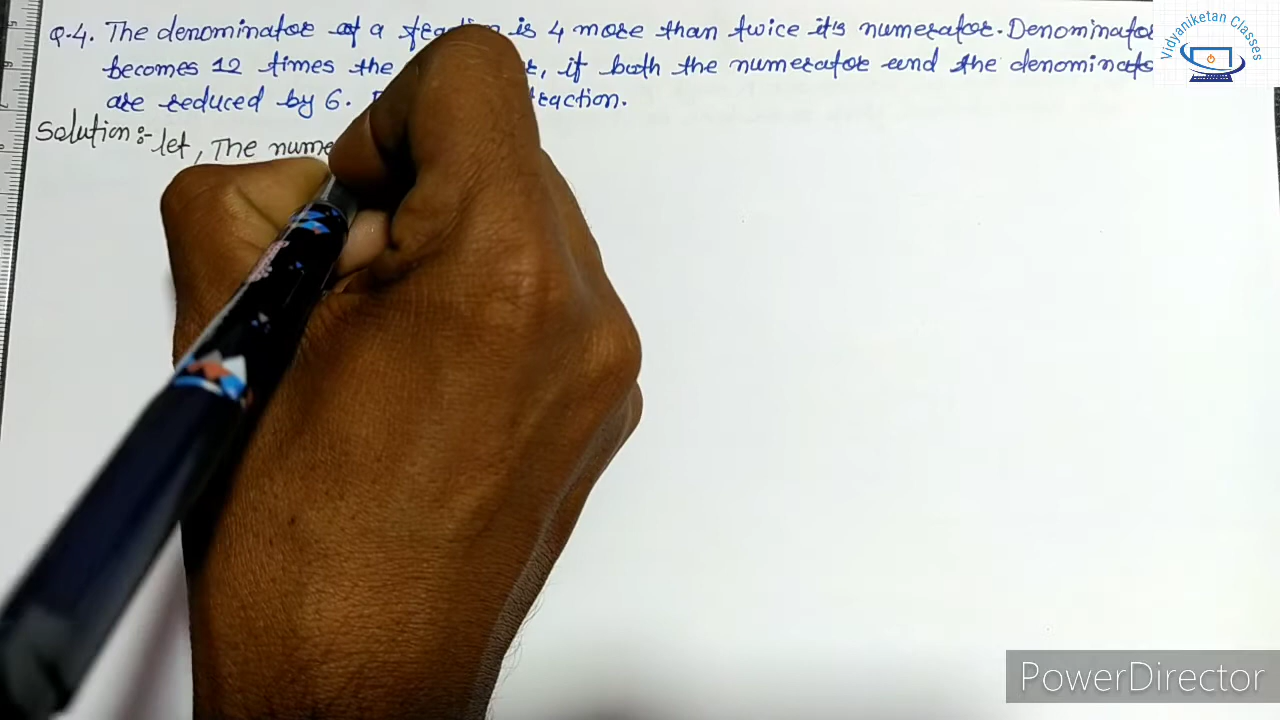 Q.4. The denominator of a is 4 more than twice it's numerator. Denominator
becomes 12 times the , if both the numerator and the denominator
are reduced by 6. fraction.
Solution :- let, The nume
Vidyaniketan Classes
PowerDirector